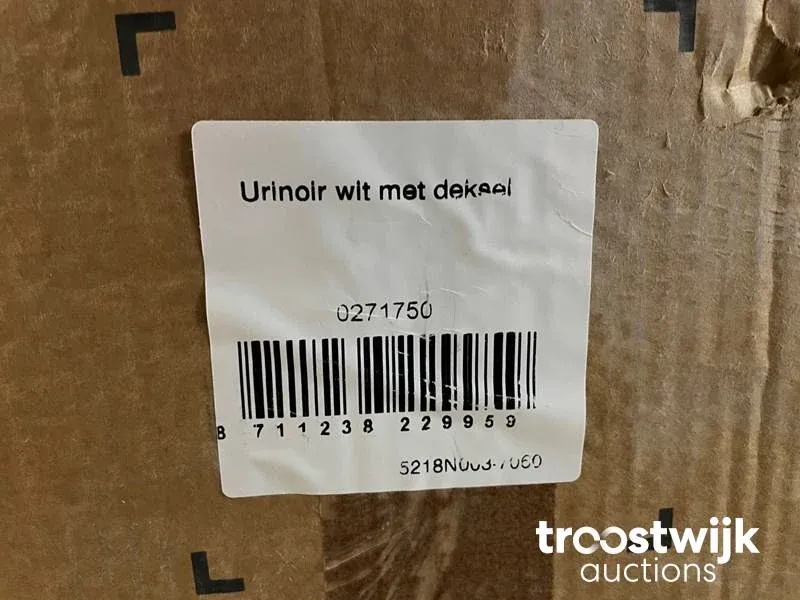 Urinoir wit met deksel
0271750
8 711238 229959
5218N003-7060
troostwijk
auctions